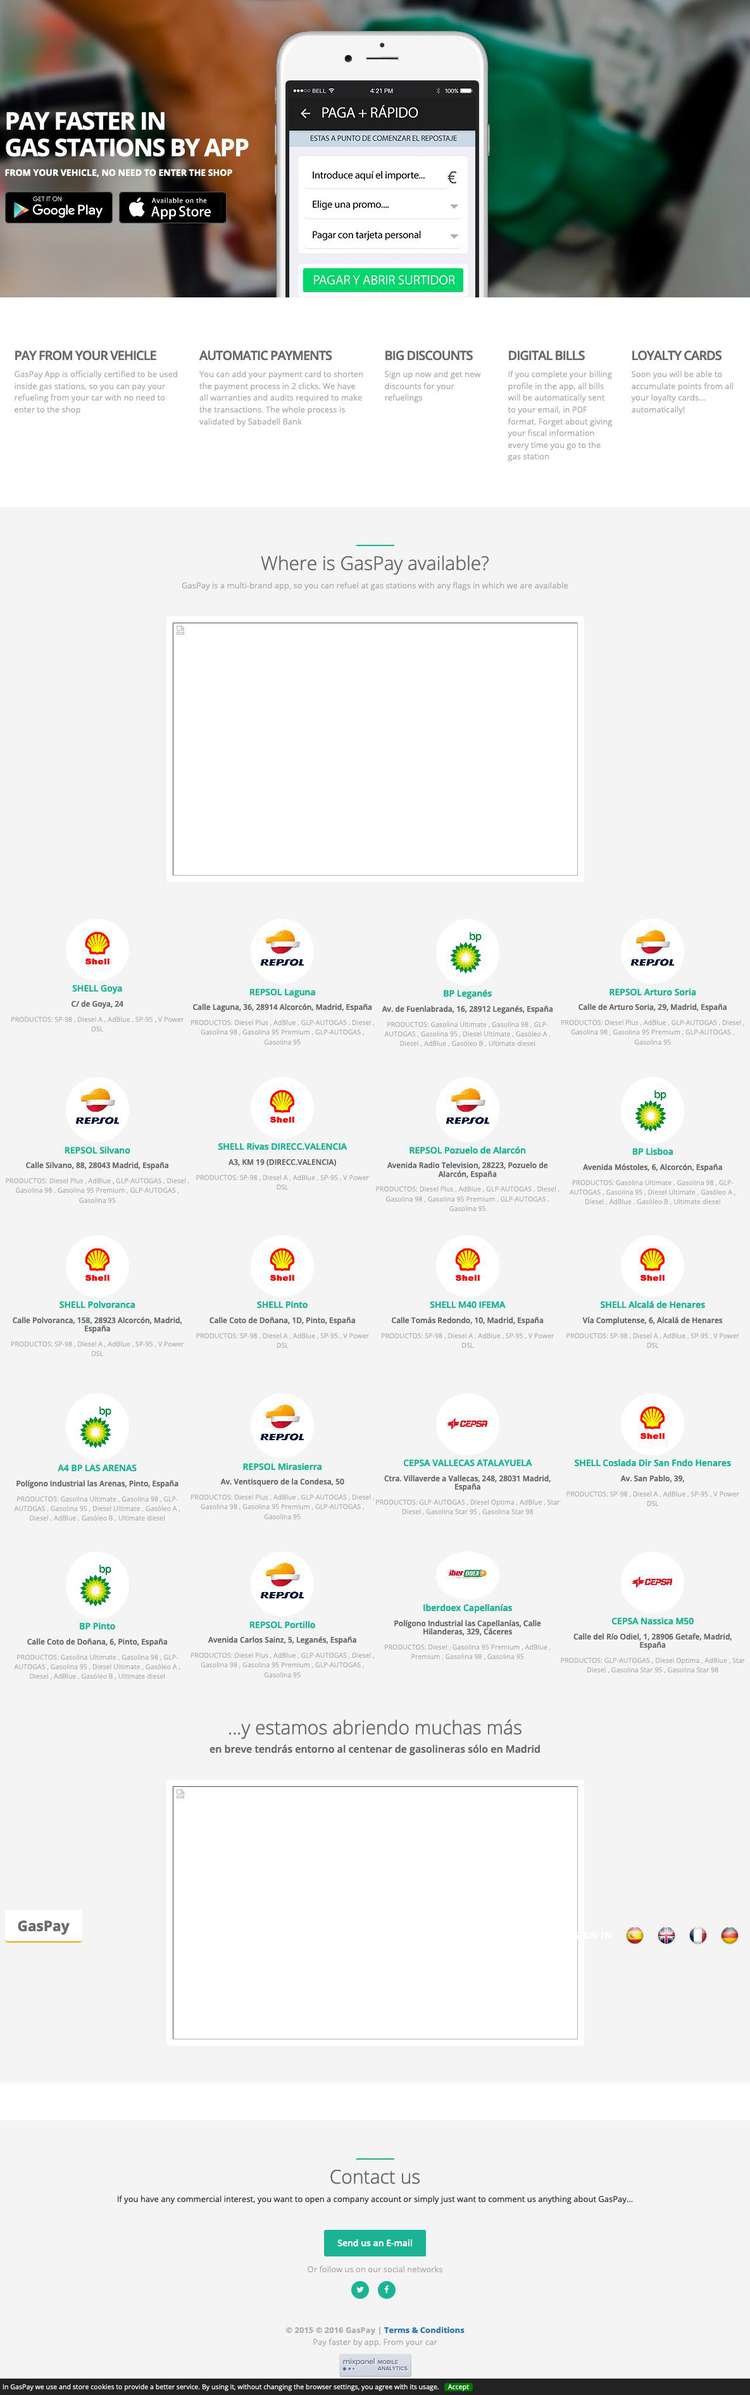 BELL
4:21 PM
100%
PAGA + RÁPIDO
ESTAS A PUNTO DE COMENZAR EL REPOSTAJE
Introduce aquí el importe...
€
Elige una promo....
Pagar con tarjeta personal
PAGAR Y ABRIR SURTIDOR
PAY FASTER IN
GAS STATIONS BY APP
FROM YOUR VEHICLE, NO NEED TO ENTER THE SHOP
GET IT ON
Google Play
Available on the
App Store
PAY FROM YOUR VEHICLE
GasPay App is officially certified to be used
inside gas stations, so you can pay your
refueling from your car with no need to
enter to the shop
AUTOMATIC PAYMENTS
You can add your payment card to shorten
the payment process in 2 clicks. We have
all warranties and audits required to make
the transactions. The whole process is
validated by Sabadell Bank
BIG DISCOUNTS
Sign up now and get new
discounts for your
refuelings
DIGITAL BILLS
If you complete your billing
profile in the app, all bills
will be automatically sent
to your email, in PDF
format. Forget about giving
your fiscal information
every time you go to the
gas station
LOYALTY CARDS
Soon you will be able to
accumulate points from all
your loyalty cards...
automatically!
Where is GasPay available?
GasPay is a multi-brand app, so you can refuel at gas stations with any flags in which we are available
Shell
SHELL Goya
C/ de Goya, 24
PRODUCTOS: SP-98 , Diesel A , AdBlue , SP-95 , V Power
DSL
REPSOL
REPSOL Laguna
Calle Laguna, 36, 28914 Alcorcón, Madrid, España
PRODUCTOS: Diesel Plus , AdBlue , GLP-AUTOGAS , Diesel ,
Gasolina 98 , Gasolina 95 Premium , GLP-AUTOGAS ,
Gasolina 95
bp
BP Leganés
Av. de Fuenlabrada, 16, 28912 Leganés, España
PRODUCTOS: Gasolina Ultimate , Gasolina 98 , GLP-
AUTOGAS , Gasolina 95 , Diesel Ultimate , Gasóleo A ,
Diesel , AdBlue , Gasóleo B , Ultimate diesel
REPSOL
REPSOL Arturo Soria
Calle de Arturo Soria, 29, Madrid, España
PRODUCTOS: Diesel Plus , AdBlue , GLP-AUTOGAS , Diesel ,
Gasolina 98 , Gasolina 95 Premium , GLP-AUTOGAS ,
Gasolina 95
REPSOL
REPSOL Silvano
Calle Silvano, 88, 28043 Madrid, España
PRODUCTOS: Diesel Plus , AdBlue , GLP-AUTOGAS , Diesel ,
Gasolina 98 , Gasolina 95 Premium , GLP-AUTOGAS ,
Gasolina 95
Shell
SHELL Rivas DIRECC.VALENCIA
A3, KM 19 (DIRECC.VALENCIA)
PRODUCTOS: SP-98 , Diesel A , AdBlue , SP-95 , V Power
DSL
REPSOL
REPSOL Pozuelo de Alarcón
Avenida Radio Television, 28223, Pozuelo de
Alarcón, España
PRODUCTOS: Diesel Plus , AdBlue , GLP-AUTOGAS , Diesel ,
Gasolina 98 , Gasolina 95 Premium , GLP-AUTOGAS ,
Gasolina 95
bp
BP Lisboa
Avenida Móstoles, 6, Alcorcón, España
PRODUCTOS: Gasolina Ultimate , Gasolina 98 , GLP-
AUTOGAS , Gasolina 95 , Diesel Ultimate , Gasóleo A ,
Diesel , AdBlue , Gasóleo B , Ultimate diesel
Shell
SHELL Polvoranca
Calle Polvoranca, 158, 28923 Alcorcón, Madrid,
España
PRODUCTOS: SP-98 , Diesel A , AdBlue , SP-95 , V Power
DSL
Shell
SHELL Pinto
Calle Coto de Doñana, 1D, Pinto, España
PRODUCTOS: SP-98 , Diesel A , AdBlue , SP-95 , V Power
DSL
Shell
SHELL M40 IFEMA
Calle Tomás Redondo, 10, Madrid, España
PRODUCTOS: SP-98 , Diesel A , AdBlue , SP-95 , V Power
DSL
Shell
SHELL Alcalá de Henares
Vía Complutense, 6, Alcalá de Henares
PRODUCTOS: SP-98 , Diesel A , AdBlue , SP-95 , V Power
DSL
bp
A4 BP LAS ARENAS
Polígono Industrial las Arenas, Pinto, España
PRODUCTOS: Gasolina Ultimate , Gasolina 98 , GLP-
AUTOGAS , Gasolina 95 , Diesel Ultimate , Gasóleo A ,
Diesel , AdBlue , Gasóleo B , Ultimate diesel
REPSOL
REPSOL Mirasierra
Av. Ventisquero de la Condesa, 50
PRODUCTOS: Diesel Plus , AdBlue , GLP-AUTOGAS , Diesel ,
Gasolina 98 , Gasolina 95 Premium , GLP-AUTOGAS ,
Gasolina 95
CEPSA
CEPSA VALLECAS ATALAYUELA
Ctra. Villaverde a Vallecas, 248, 28031 Madrid,
España
PRODUCTOS: GLP-AUTOGAS , Diesel Optima , AdBlue , Star
Diesel , Gasolina Star 95 , Gasolina Star 98
Shell
SHELL Coslada Dir San Fndo Henares
Av. San Pablo, 39,
PRODUCTOS: SP-98 , Diesel A , AdBlue , SP-95 , V Power
DSL
bp
BP Pinto
Calle Coto de Doñana, 6, Pinto, España
PRODUCTOS: Gasolina Ultimate , Gasolina 98 , GLP-
AUTOGAS , Gasolina 95 , Diesel Ultimate , Gasóleo A ,
Diesel , AdBlue , Gasóleo B , Ultimate diesel
REPSOL
REPSOL Portillo
Avenida Carlos Sainz, 5, Leganés, España
PRODUCTOS: Diesel Plus , AdBlue , GLP-AUTOGAS , Diesel ,
Gasolina 98 , Gasolina 95 Premium , GLP-AUTOGAS ,
Gasolina 95
iber DOEX
Iberdoex Capellanías
Polígono Industrial las Capellanías, Calle
Hilanderas, 329, Cáceres
PRODUCTOS: Diesel , Gasolina 95 Premium , AdBlue ,
Premium , Gasolina 98 , Gasolina 95
CEPSA
CEPSA Nassica M50
Calle del Río Odiel, 1, 28906 Getafe, Madrid,
España
PRODUCTOS: GLP-AUTOGAS , Diesel Optima , AdBlue , Star
Diesel , Gasolina Star 95 , Gasolina Star 98
...y estamos abriendo muchas más
en breve tendrás entorno al centenar de gasolineras sólo en Madrid
GasPay
Contact us
If you have any commercial interest, you want to open a company account or simply just want to comment us anything about GasPay...
Send us an E-mail
Or follow us on our social networks
© 2015 © 2016 GasPay | Terms & Conditions
Pay faster by app. From your car
mixpanel MOBILE
ANALYTICS
In GasPay we use and store cookies to provide a better service. By using it, without changing the browser settings, you agree with its usage. Accept